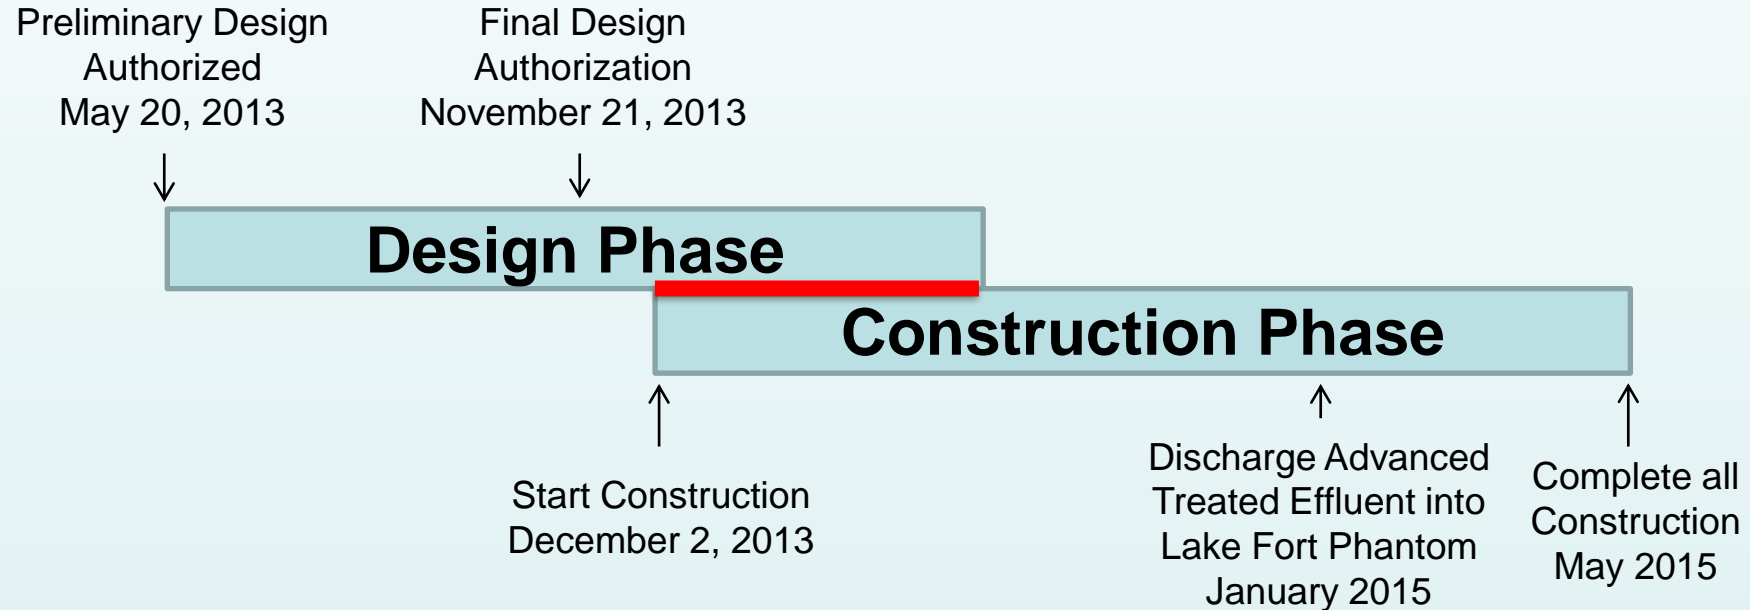 Preliminary Design
Authorized
May 20, 2013
Final Design
Authorization
November 21, 2013
Design Phase
Construction Phase
Start Construction
December 2, 2013
Discharge Advanced
Treated Effluent into
Lake Fort Phantom
January 2015
Complete all
Construction
May 2015